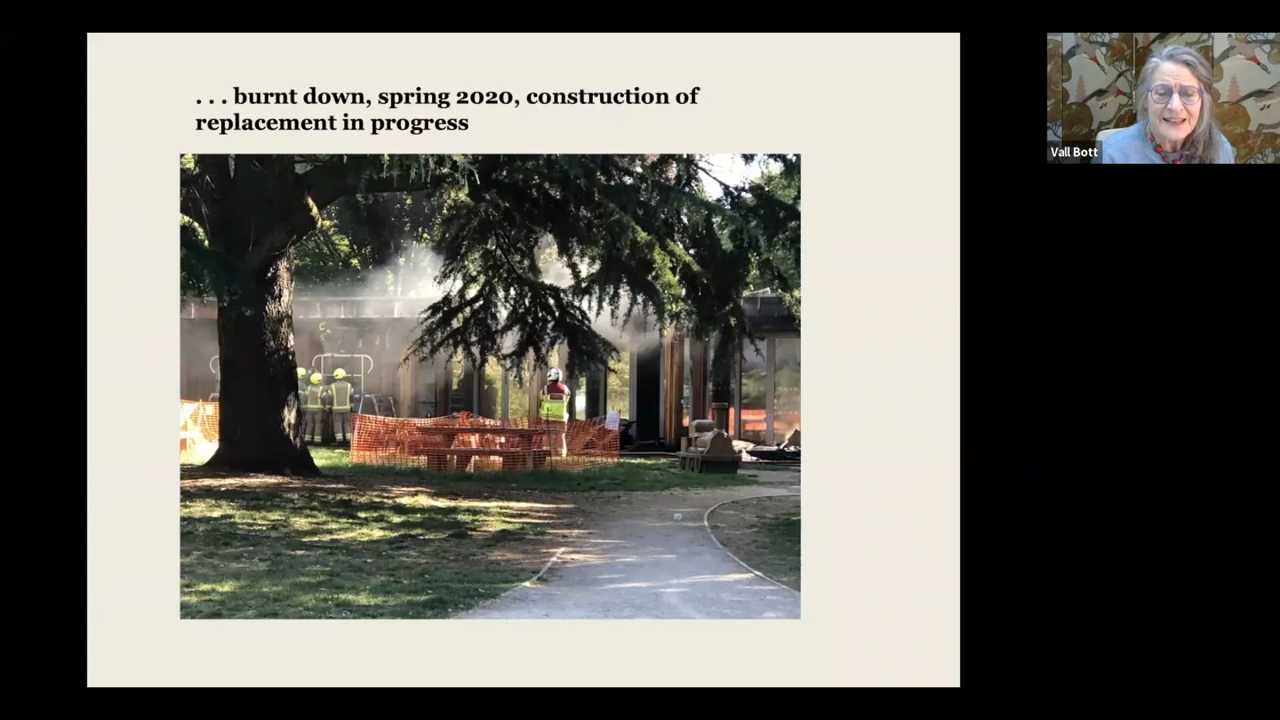 . . . burnt down, spring 2020, construction of
replacement in progress
Vall Bott